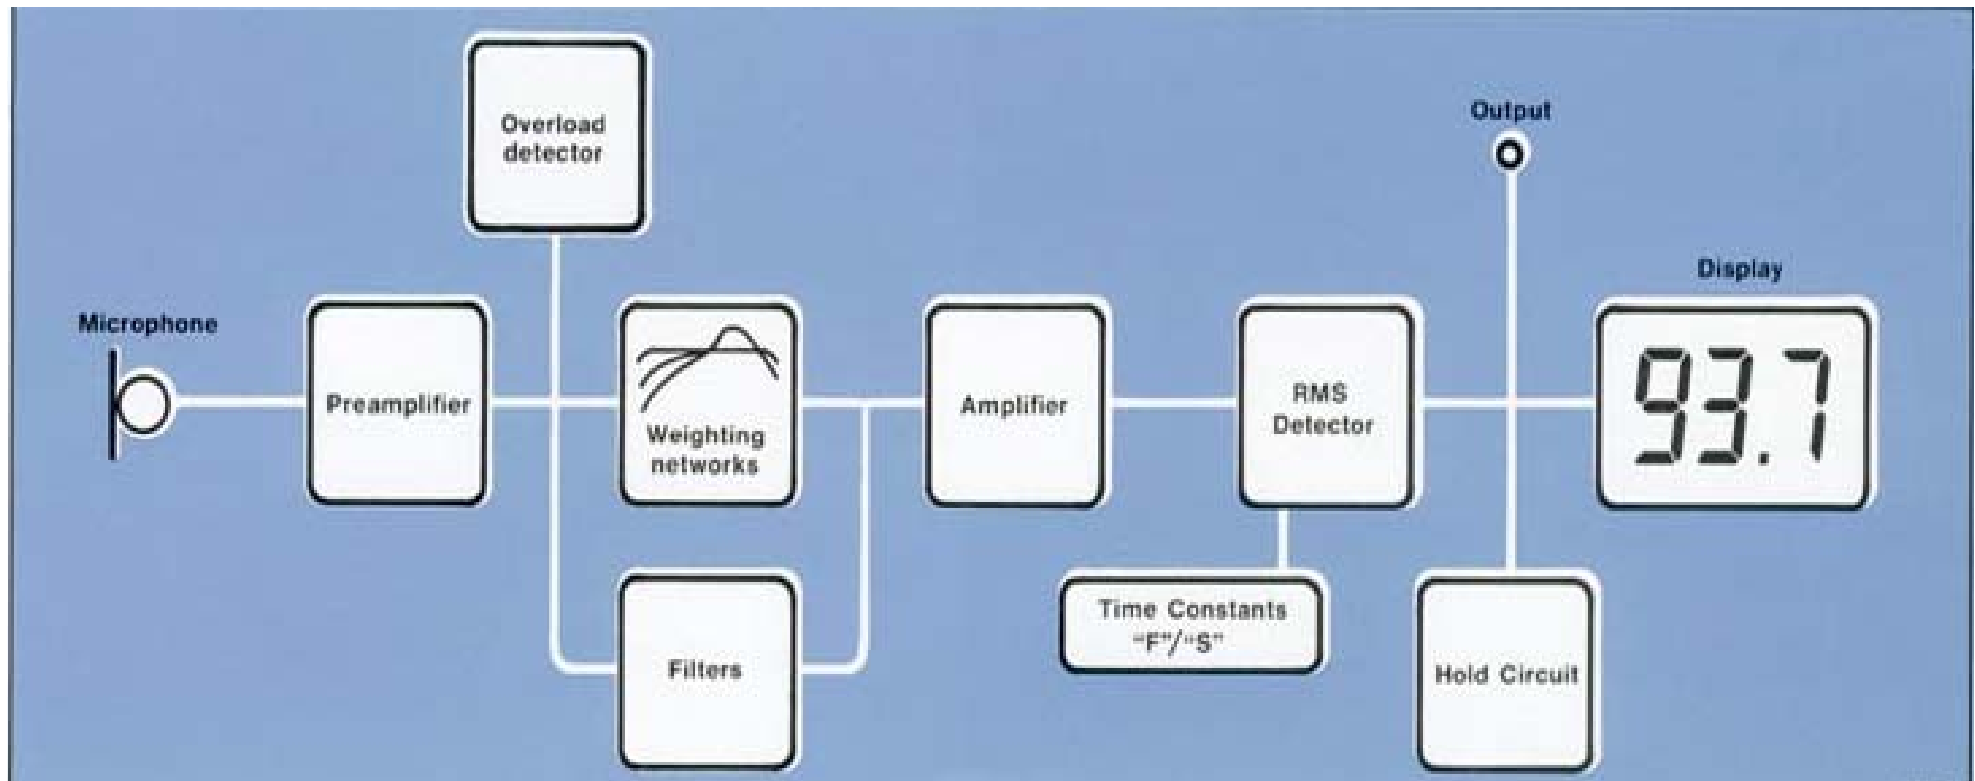 Overload
detector
Output
Display
Microphone
Preamplifier
Weighting
networks
Amplifier
RMS
Detector
93.7
Time Constants
“F”/“S”
Filters
Hold Circuit